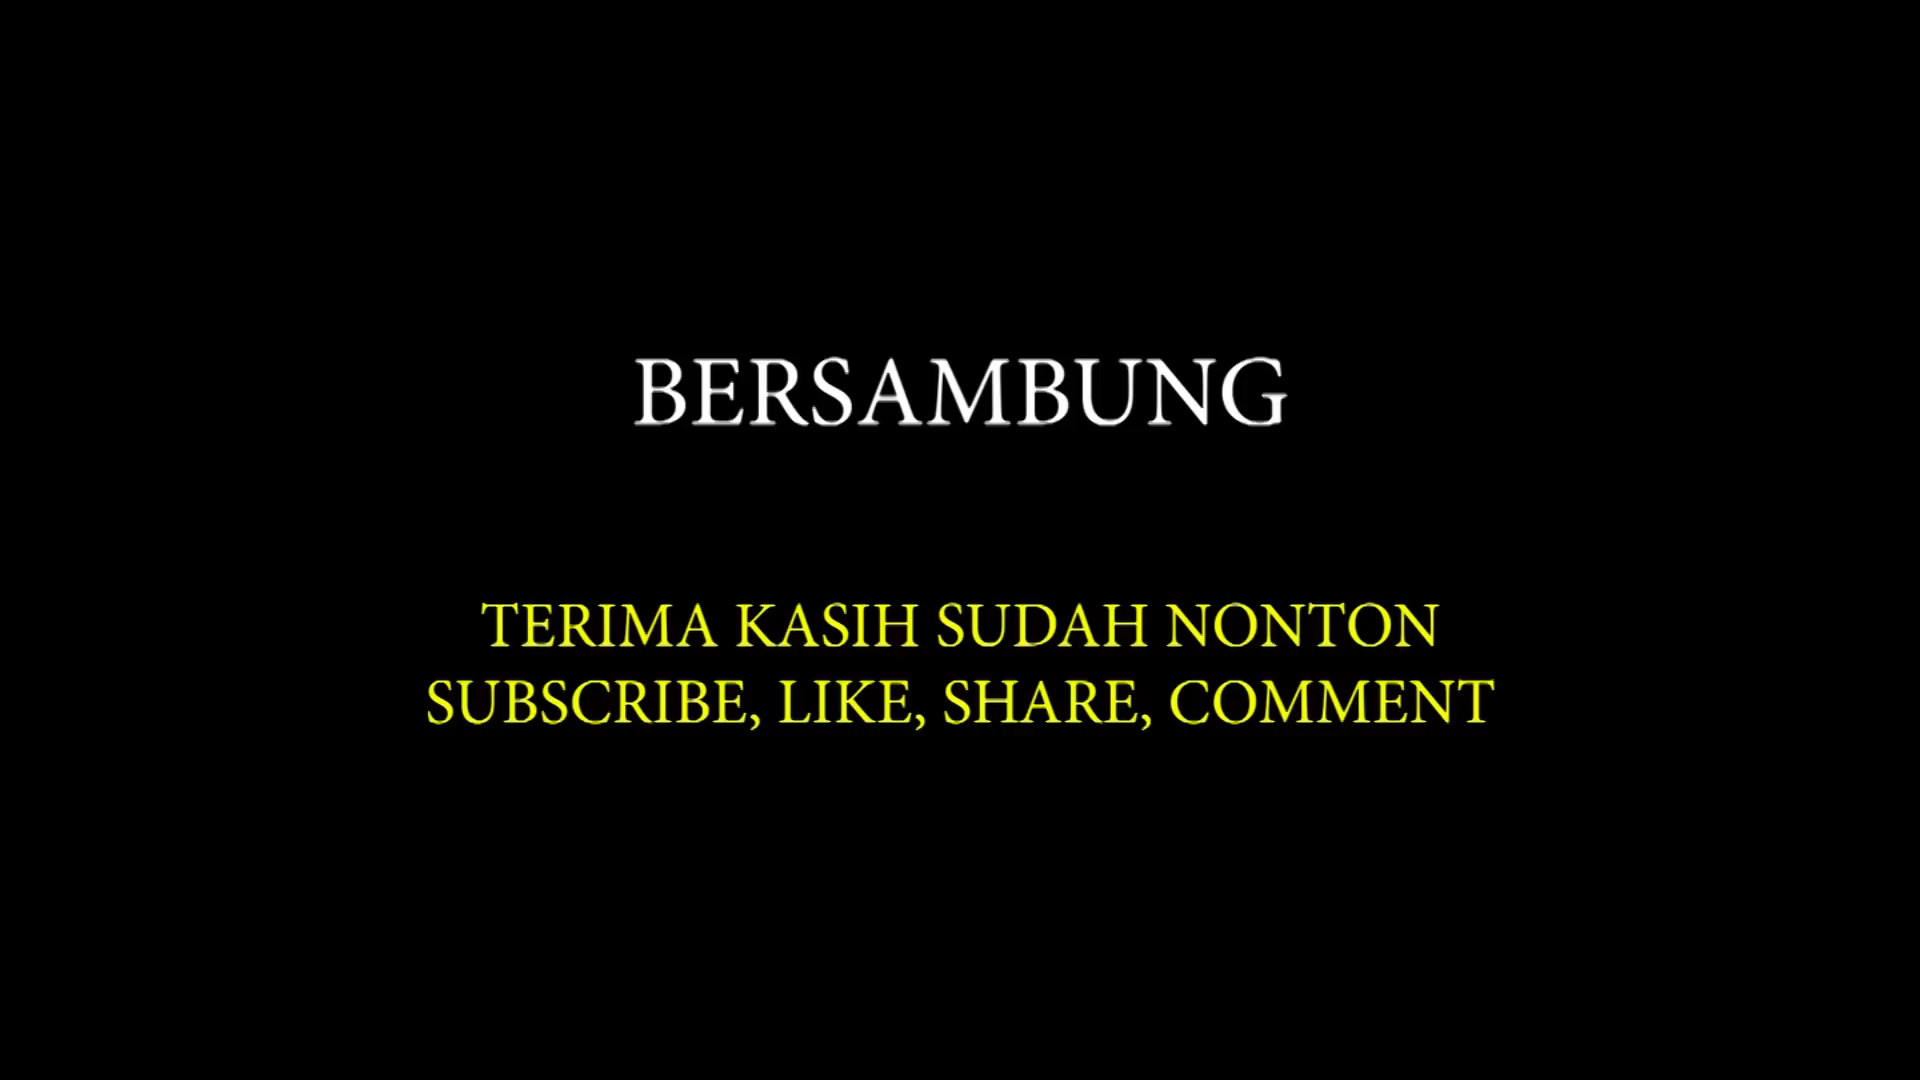 BERSAMBUNG
TERIMA KASIH SUDAH NONTON
SUBSCRIBE, LIKE, SHARE, COMMENT